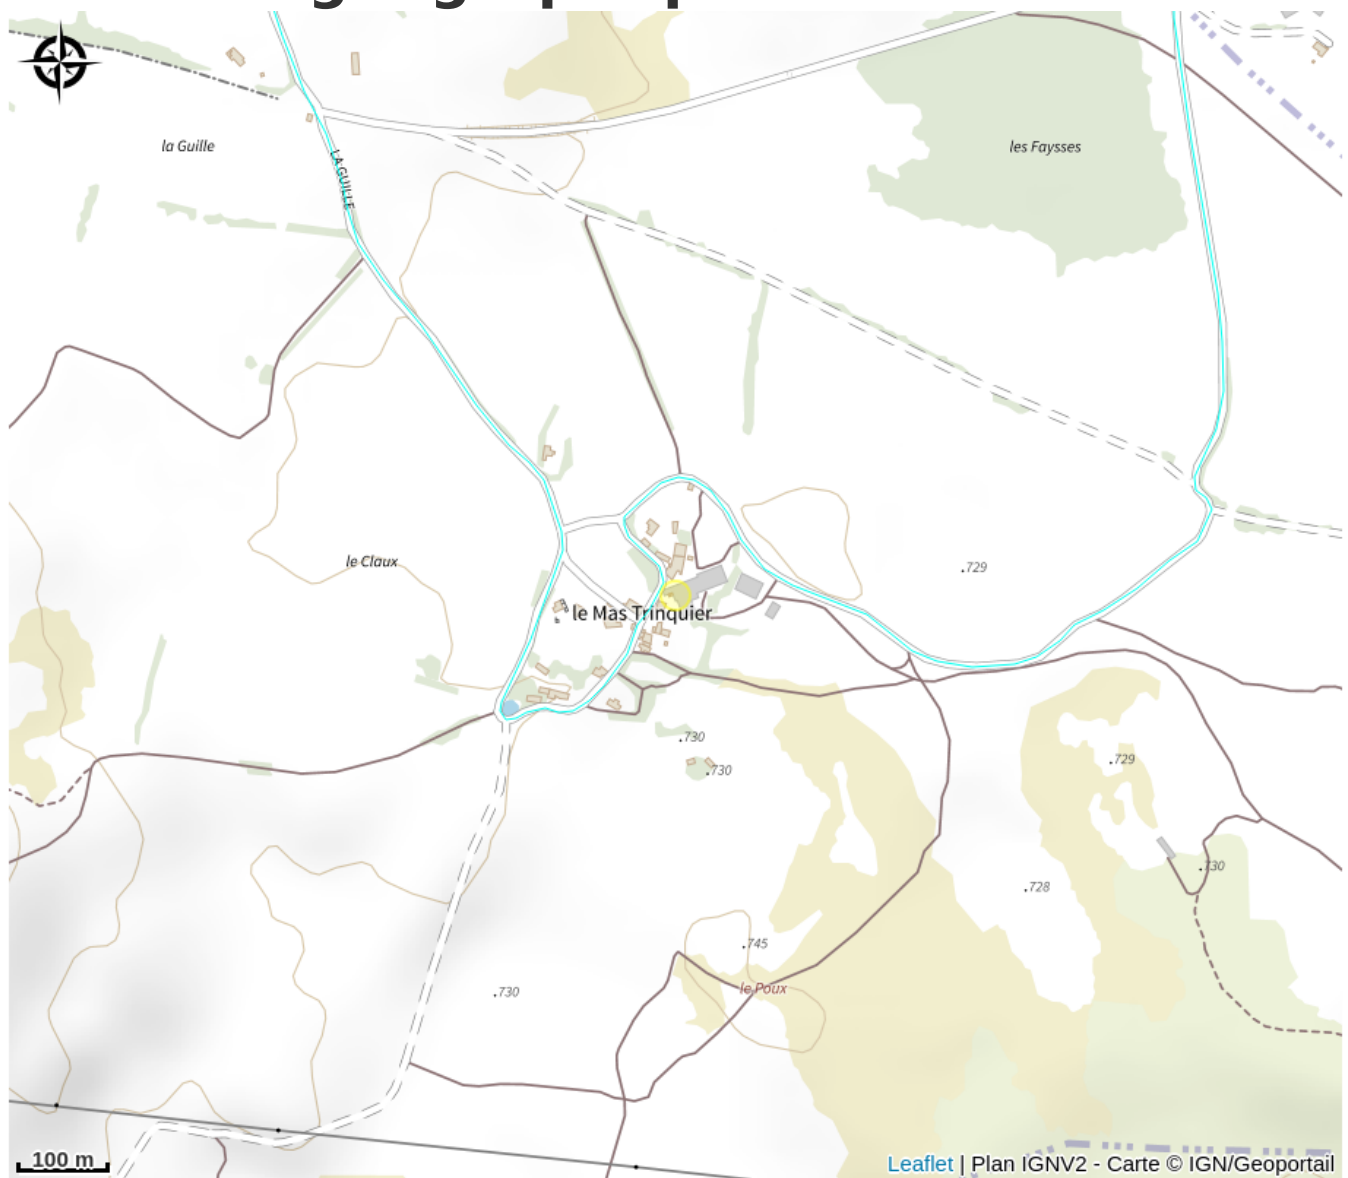 la Guille
les Faysses
LA GUILLE
le Claux
.729
le Mas Trinquier
.730
.730
.729
.730
.728
.745
le Poux
.730
100 m
Leaflet | Plan IGNV2 - Carte © IGN/Geoportail